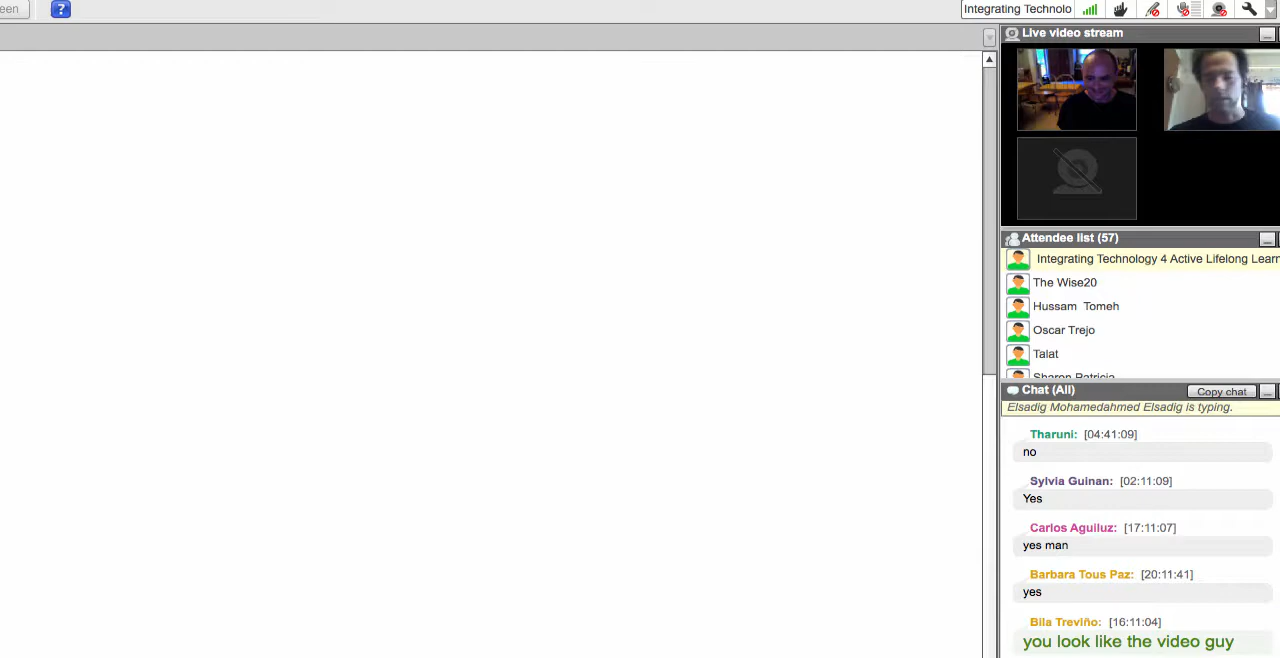 een
?
Integrating Technolo
Live video stream
Attendee list (57)
Integrating Technology 4 Active Lifelong Learn
The Wise20
Hussam Tomeh
Oscar Trejo
Talat
Sharon Patricia
Chat (All)
Copy chat
Elsadig Mohamedahmed Elsadig is typing.
Tharuni: [04:41:09]
no
Sylvia Guinan: [02:11:09]
Yes
Carlos Aguiluz: [17:11:07]
yes man
Barbara Tous Paz: [20:11:41]
yes
Bila Treviño: [16:11:04]
you look like the video guy